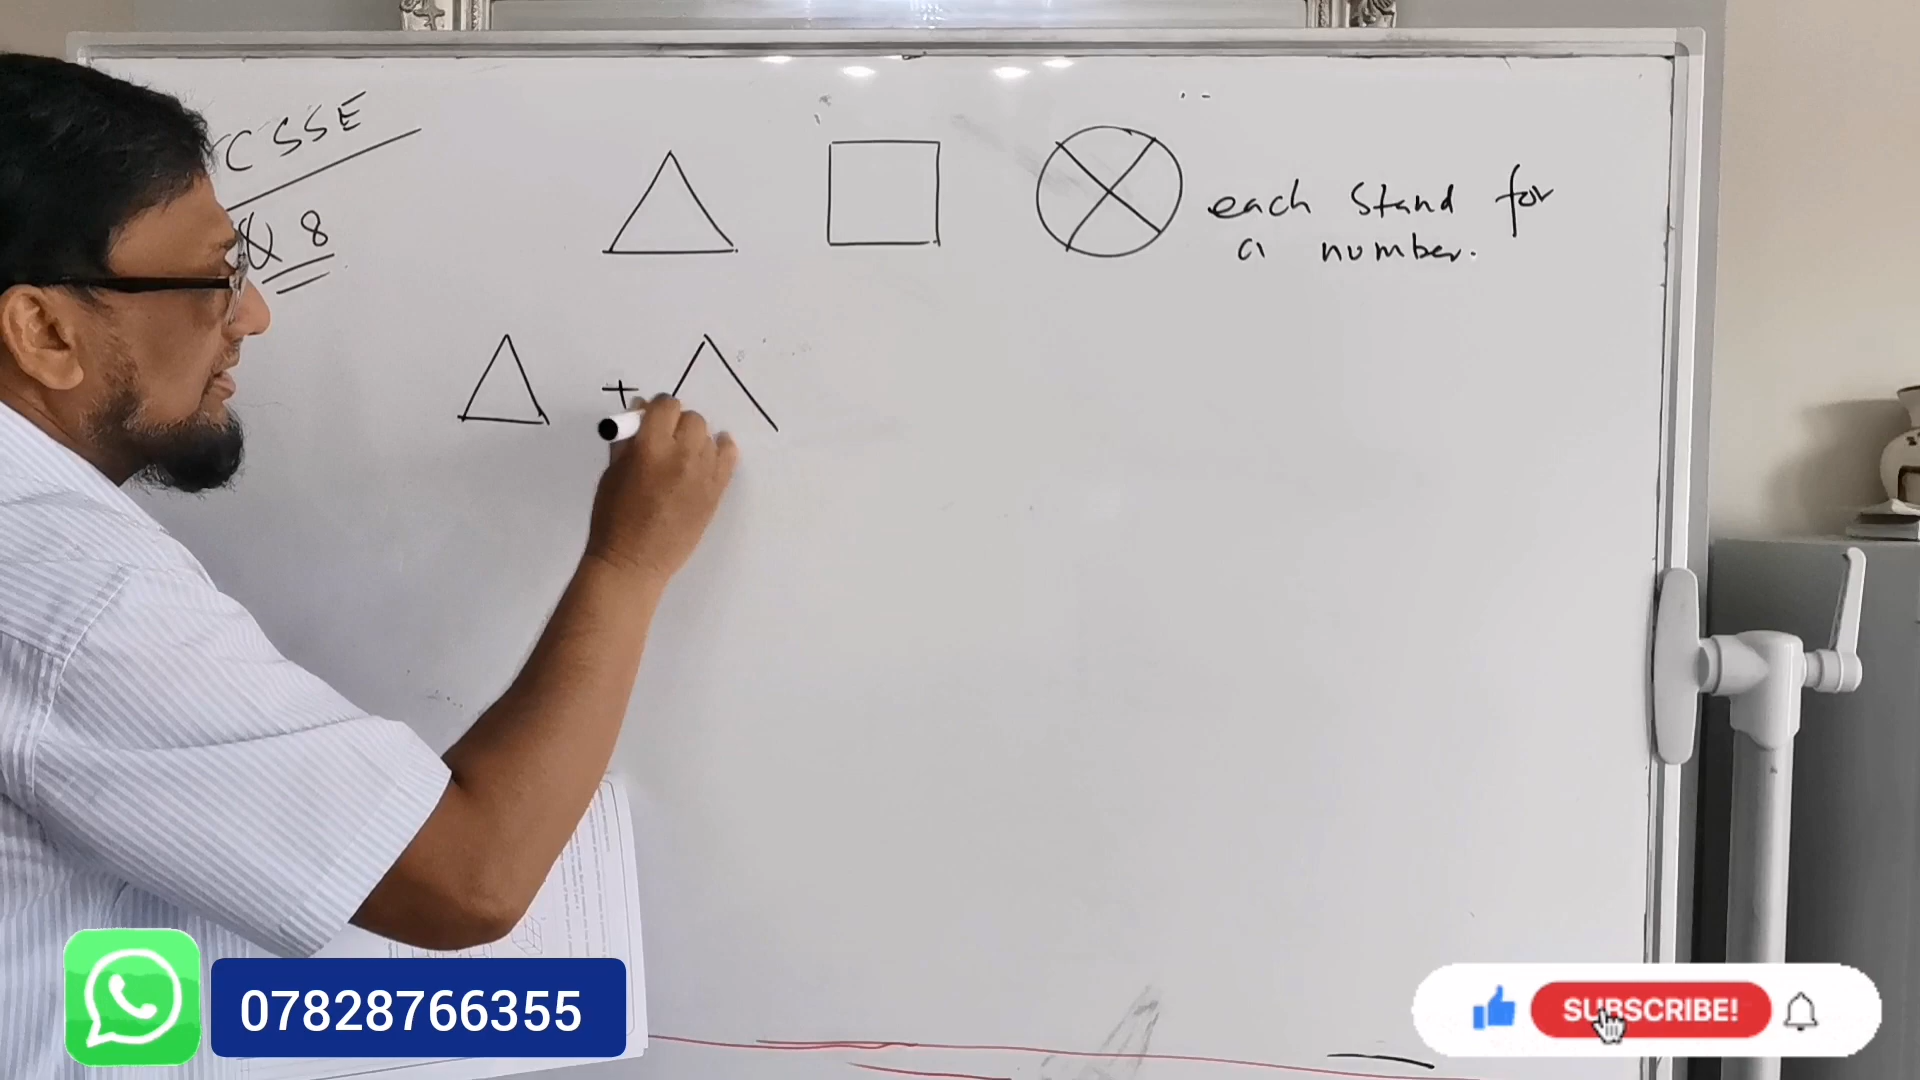 CSSE
Q 8
each stand for
a number.
+
07828766355
SUBSCRIBE!